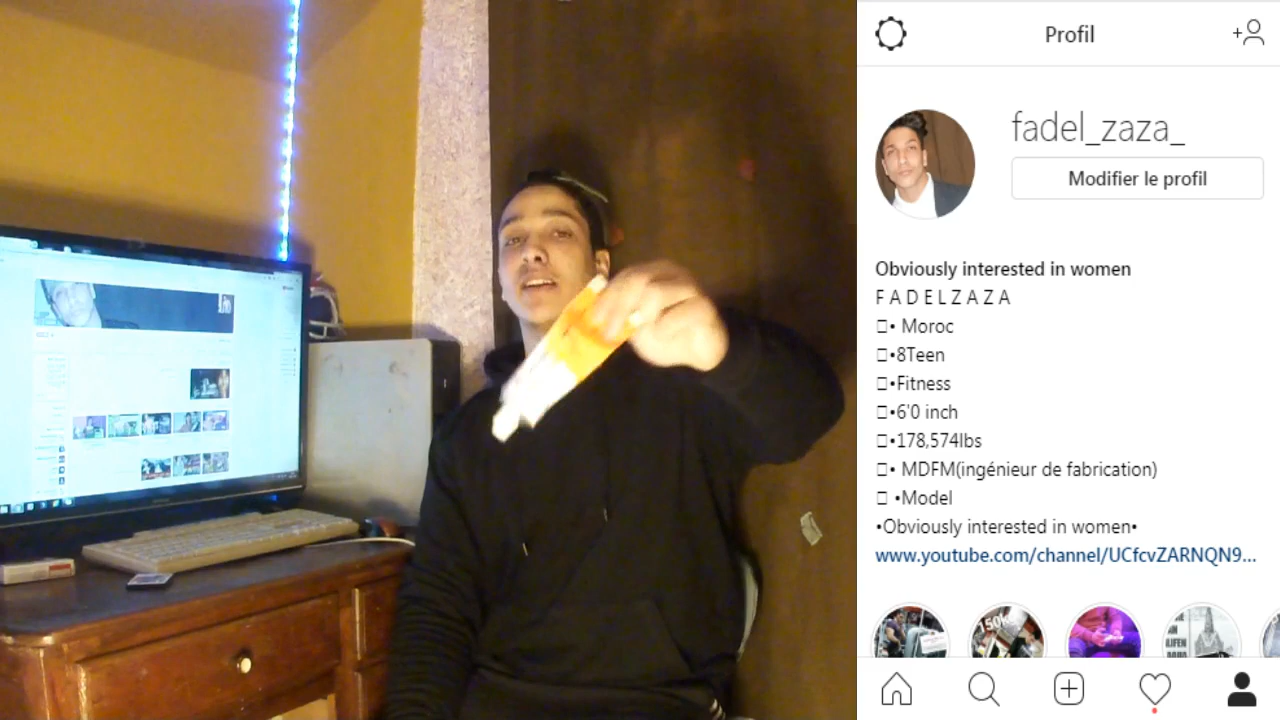 Profil
fadel_zaza_
Modifier le profil
Obviously interested in women
F A D E L Z A Z A
• Moroc
•8Teen
•Fitness
•6'0 inch
•178,574lbs
• MDFM(ingénieur de fabrication)
•Model
•Obviously interested in women•
www.youtube.com/channel/UCfcvZARNQN9...
150k